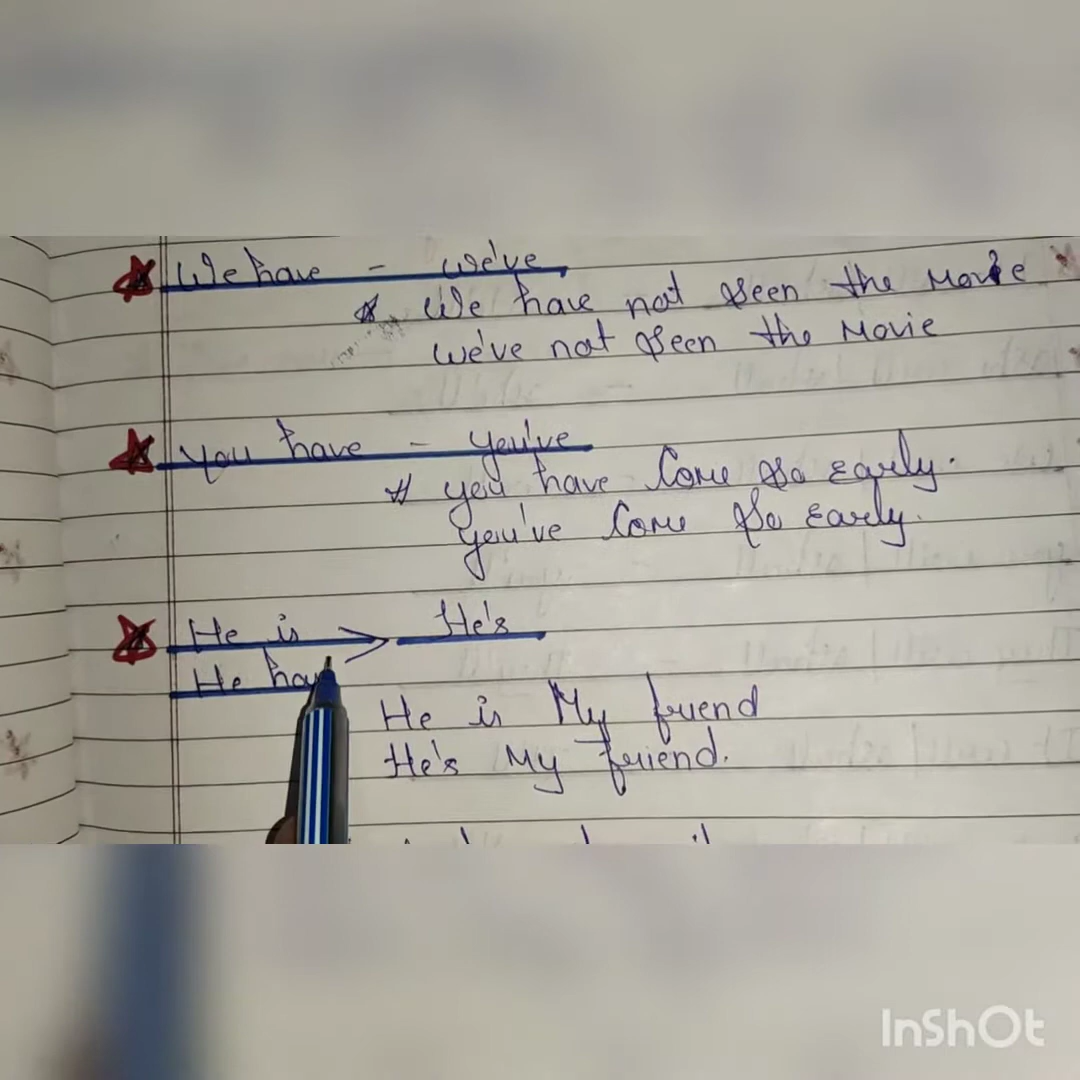 We have - we've
* We have not seen the Movie
we've not seen the Movie
you have - you've
* you have Come so Early.
you've Come so Early.
He is > He's
He
He is My friend
He's My friend.
InShOt